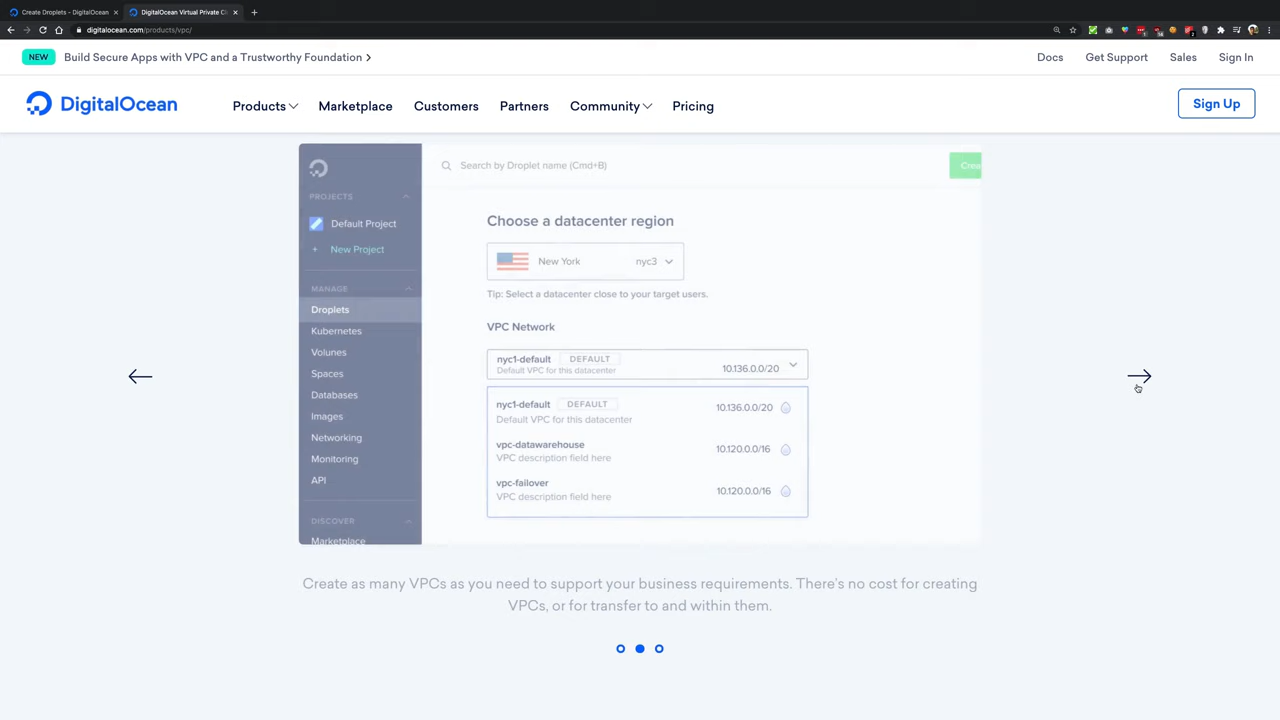 Create Droplets - DigitalOcean
DigitalOcean Virtual Private C
digitalocean.com/products/vpc/
NEW
Build Secure Apps with VPC and a Trustworthy Foundation
Docs
Get Support
Sales
Sign In
DigitalOcean
Products
Marketplace
Customers
Partners
Community
Pricing
Sign Up
Search by Droplet name (Cmd+B)
Crea
PROJECTS
Default Project
+ New Project
MANAGE
Droplets
Kubernetes
Volumes
Spaces
Databases
Images
Networking
Monitoring
API
DISCOVER
Marketplace
Choose a datacenter region
New York nyc3
Tip: Select a datacenter close to your target users.
VPC Network
nyc1-default DEFAULT
Default VPC for this datacenter
10.136.0.0/20
nyc1-default DEFAULT
10.136.0.0/20
Default VPC for this datacenter
vpc-datawarehouse
10.120.0.0/16
VPC description field here
vpc-failover
10.120.0.0/16
VPC description field here
Create as many VPCs as you need to support your business requirements. There's no cost for creating
VPCs, or for transfer to and within them.